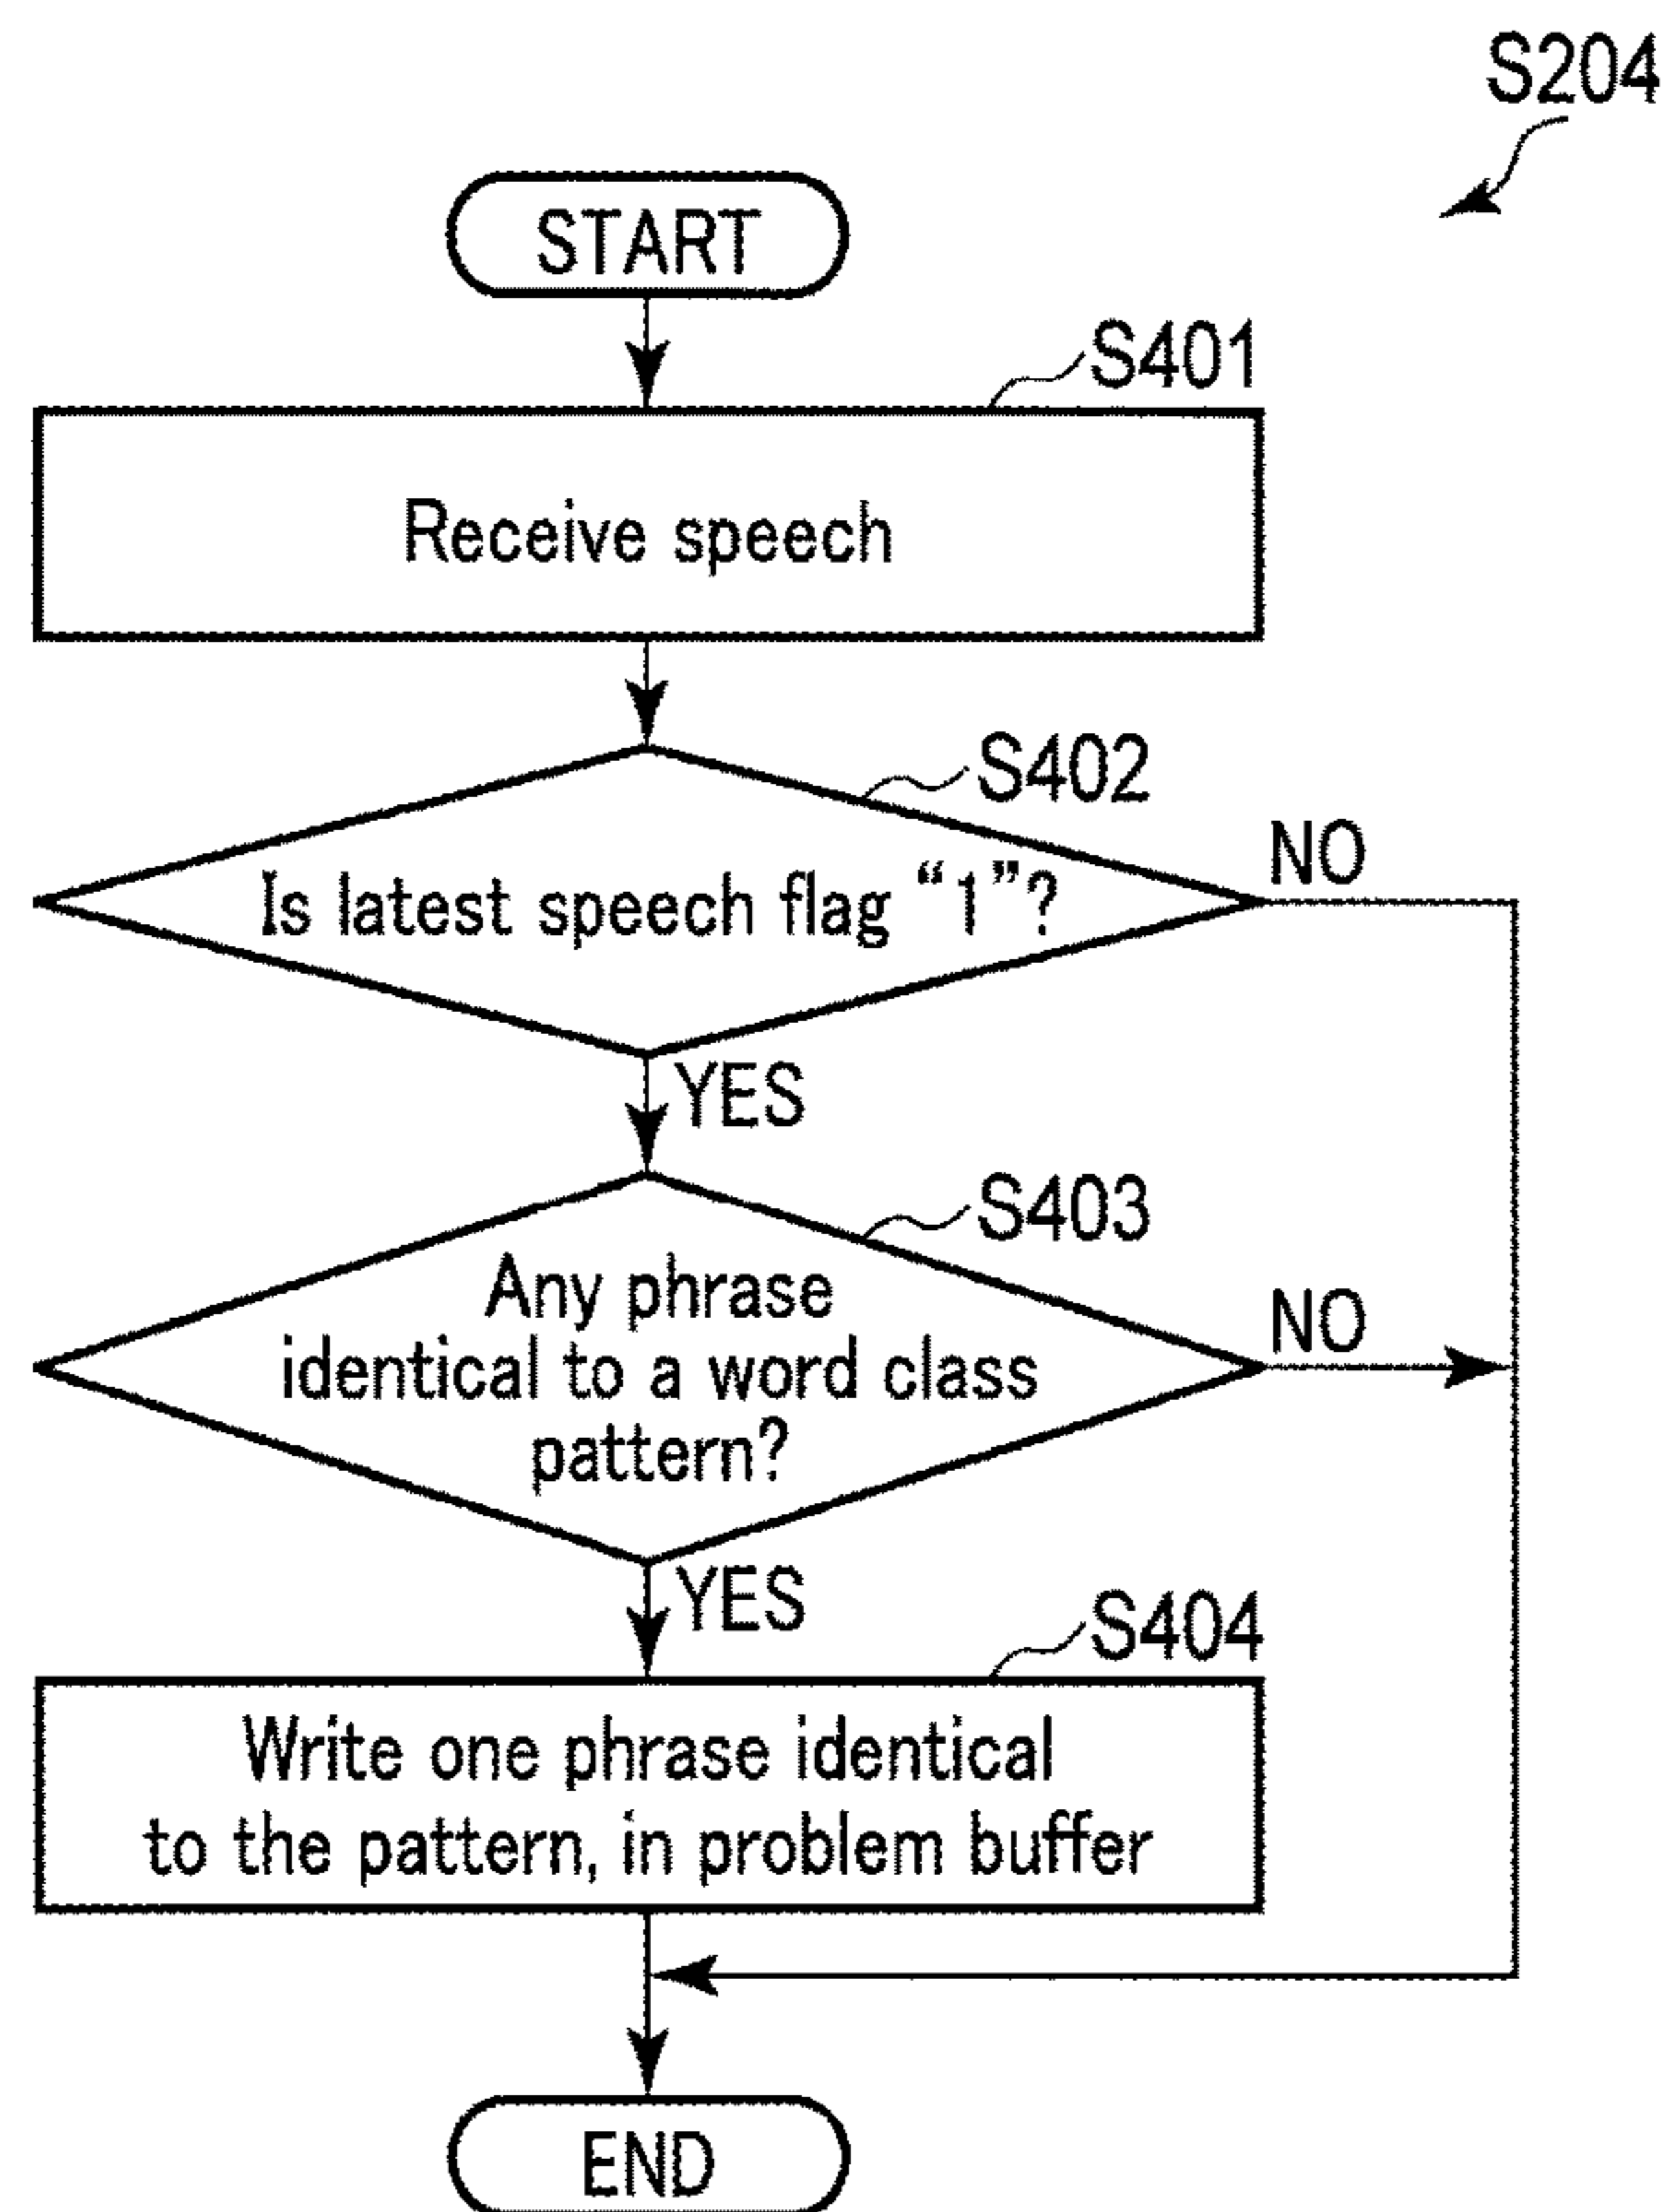 S204
START
S401
Receive speech
S402
Is latest speech flag “1”?
NO
YES
S403
Any phrase
identical to a word class
pattern?
NO
YES
S404
Write one phrase identical
to the pattern, in problem buffer
END